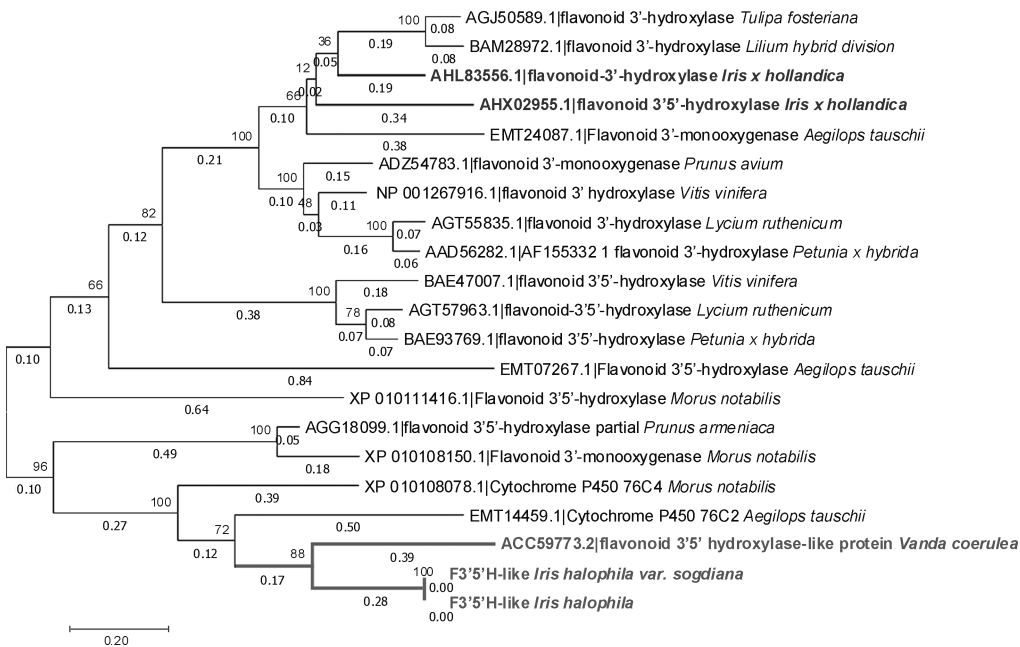 100
AGJ50589.1|flavonoid 3'-hydroxylase Tulipa fosteriana
0.08
36
0.19
BAM28972.1|flavonoid 3'-hydroxylase Lilium hybrid division
0.08
12
0.05
AHL83556.1|flavonoid-3'-hydroxylase Iris x hollandica
0.19
0.02
66
AHX02955.1|flavonoid 3'5'-hydroxylase Iris x hollandica
0.10
0.34
100
EMT24087.1|Flavonoid 3'-monooxygenase Aegilops tauschii
0.38
0.21
ADZ54783.1|flavonoid 3'-monooxygenase Prunus avium
100
0.15
0.10
NP 001267916.1|flavonoid 3' hydroxylase Vitis vinifera
48
0.11
82
0.03
AGT55835.1|flavonoid 3'-hydroxylase Lycium ruthenicum
100
0.07
0.12
0.16
AAD56282.1|AF155332 1 flavonoid 3'-hydroxylase Petunia x hybrida
0.06
66
BAE47007.1|flavonoid 3'5'-hydroxylase Vitis vinifera
100
0.18
0.13
0.38
AGT57963.1|flavonoid-3'5'-hydroxylase Lycium ruthenicum
78
0.08
0.07
BAE93769.1|flavonoid 3'5'-hydroxylase Petunia x hybrida
0.07
0.10
EMT07267.1|Flavonoid 3'5'-hydroxylase Aegilops tauschii
0.84
XP 010111416.1|Flavonoid 3'5'-hydroxylase Morus notabilis
0.64
100
AGG18099.1|flavonoid 3'5'-hydroxylase partial Prunus armeniaca
0.05
0.49
XP 010108150.1|Flavonoid 3'-monooxygenase Morus notabilis
0.18
96
0.10
XP 010108078.1|Cytochrome P450 76C4 Morus notabilis
100
0.39
0.27
EMT14459.1|Cytochrome P450 76C2 Aegilops tauschii
72
0.50
0.12
ACC59773.2|flavonoid 3'5' hydroxylase-like protein Vanda coerulea
88
0.39
0.17
100
F3'5'H-like Iris halophila var. sogdiana
0.00
0.28
F3'5'H-like Iris halophila
0.00
0.20